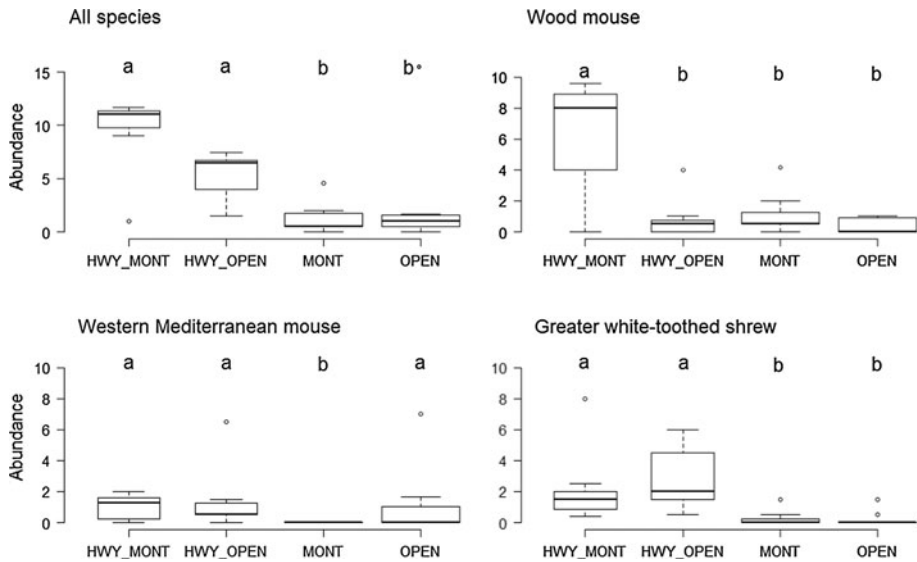 All species
a a b b
Abundance
15
10
5
0
HWY_MONT HWY_OPEN MONT OPEN
Wood mouse
a b b b
10
8
6
4
2
0
HWY_MONT HWY_OPEN MONT OPEN
Western Mediterranean mouse
a a b a
Abundance
10
8
6
4
2
0
HWY_MONT HWY_OPEN MONT OPEN
Greater white-toothed shrew
a a b b
10
8
6
4
2
0
HWY_MONT HWY_OPEN MONT OPEN